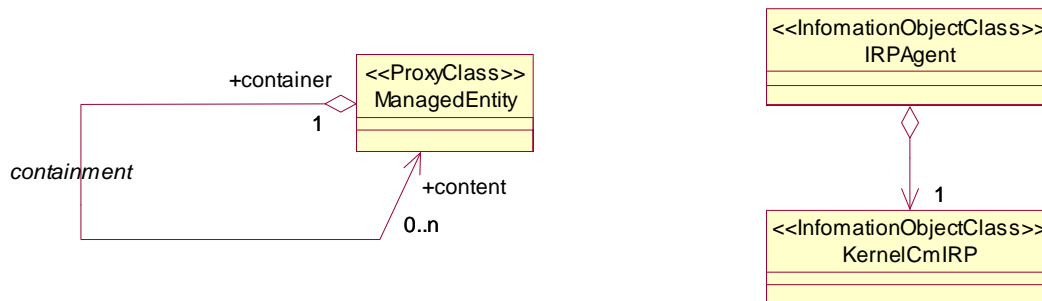 +container
1
<<ProxyClass>>
ManagedEntity
containment
+content
0..n
<<InfomationObjectClass>>
IRPAgent
1
<<InfomationObjectClass>>
KernelCmIRP